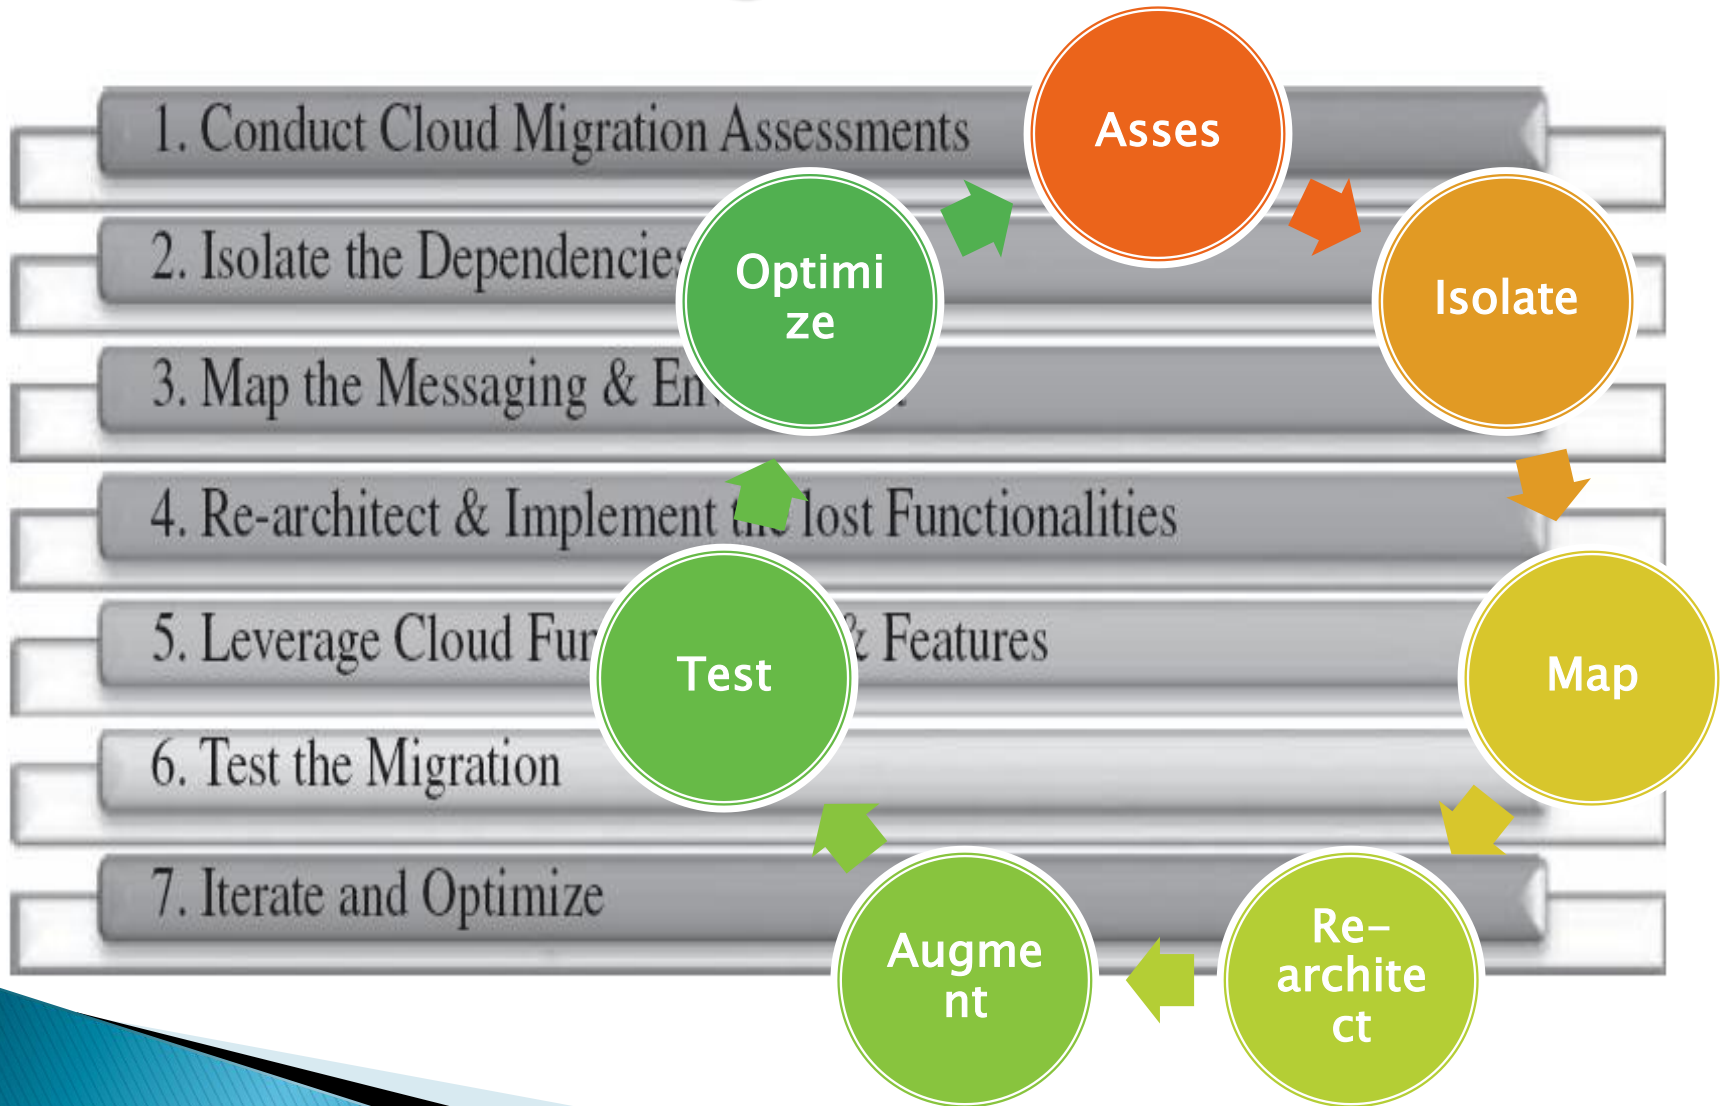 1. Conduct Cloud Migration Assessments
2. Isolate the Dependencies
3. Map the Messaging &
4. Re-architect & Implement the lost Functionalities
5. Leverage Cloud & Features
6. Test the Migration
7. Iterate and Optimize
Asses
Isolate
Map
Re-
archite
ct
Augme
nt
Test
Optimi
ze